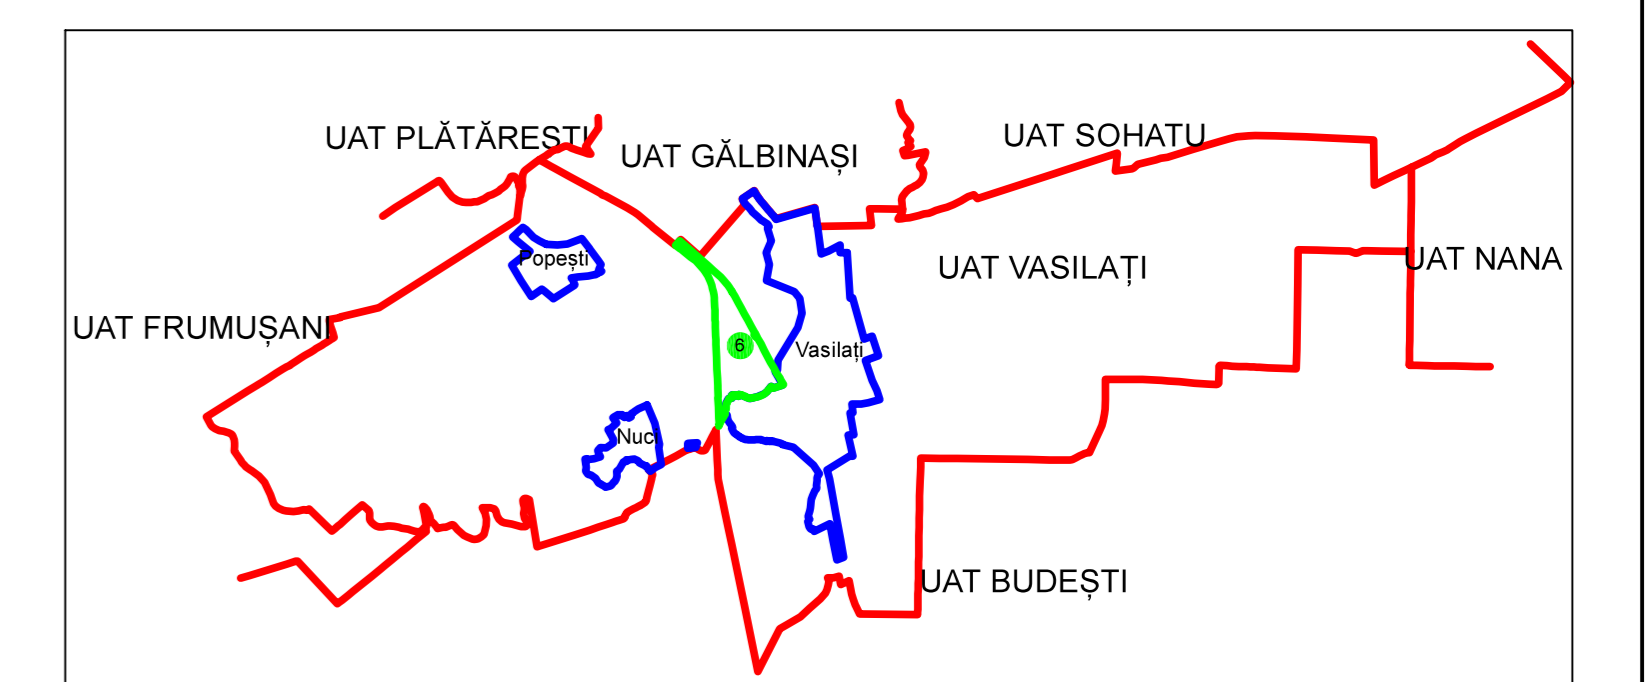 UAT PLĂTĂREȘTI
UAT GĂLBINAȘI
UAT SOHATU
Popești
UAT VASILAȚI
UAT NANA
UAT FRUMUȘANI
6
Vasilați
Nuci
UAT BUDEȘTI